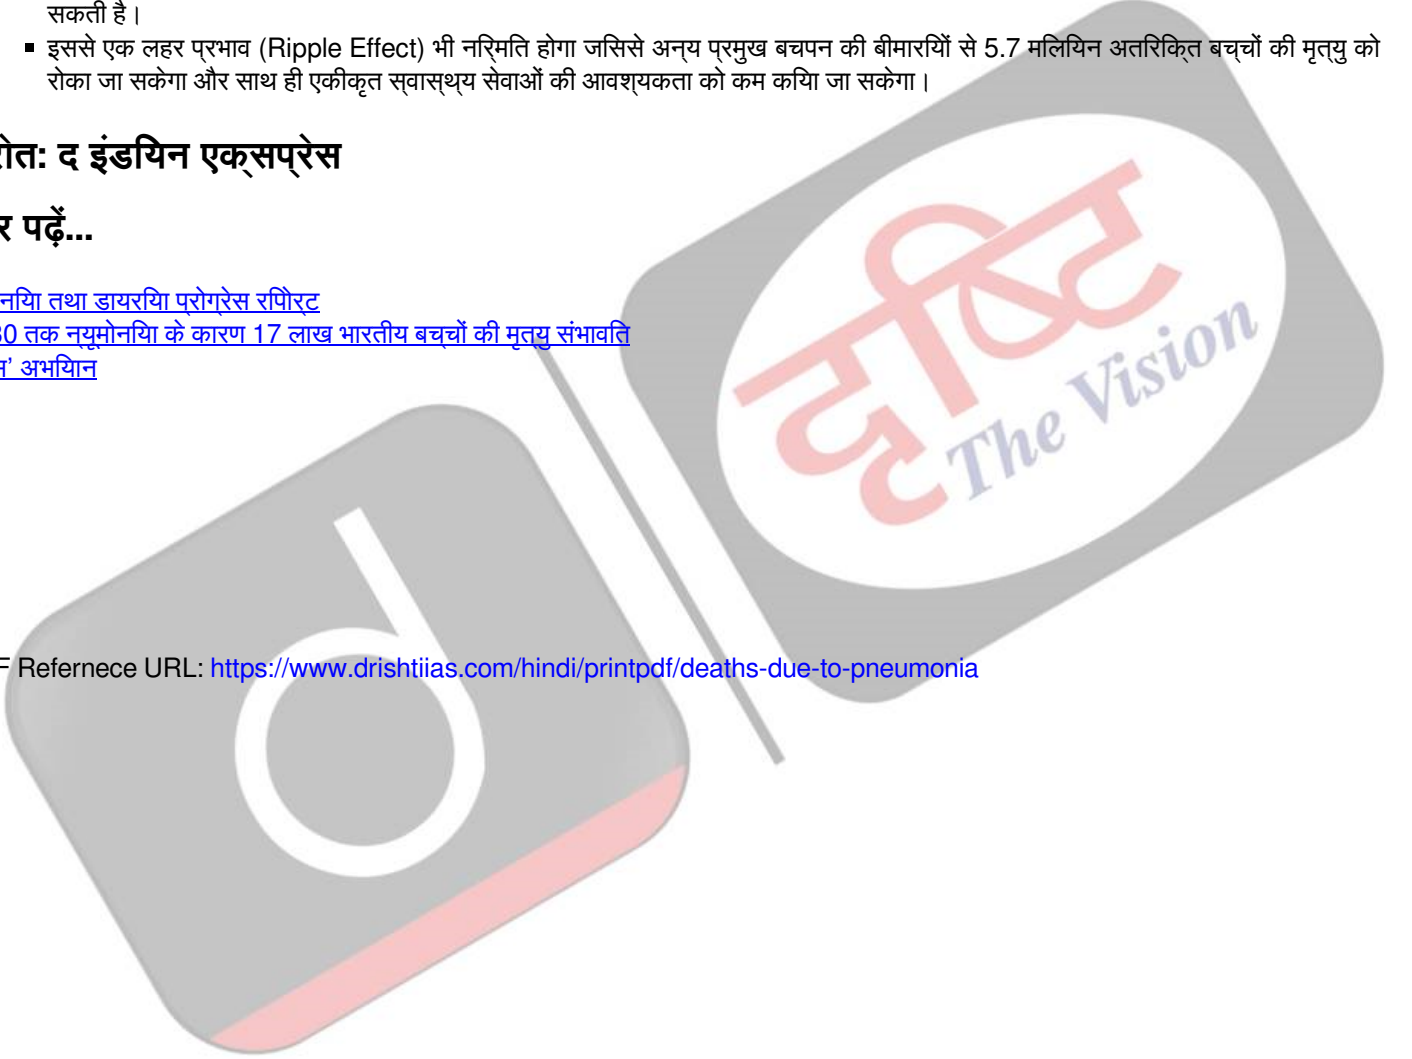 सकती है।
▪ इससे एक लहर प्रभाव (Ripple Effect) भी निर्मित होगा जिससे अन्य प्रमुख बचपन की बीमारियों से 5.7 मिलियन अतिरिक्त बच्चों की मृत्यु को
रोका जा सकेगा और साथ ही एकीकृत स्वास्थ्य सेवाओं की आवश्यकता को कम किया जा सकेगा।
द इंडियन एक्सप्रेस
पढ़ें...
तथा डायरिया प्रोग्रेस रिपोर्ट
तक न्यूमोनिया के कारण 17 लाख भारतीय बच्चों की मृत्यु संभावित
अभियान
दृष्टि
The Vision
d
Refernece URL: https://www.drishtiias.com/hindi/printpdf/deaths-due-to-pneumonia